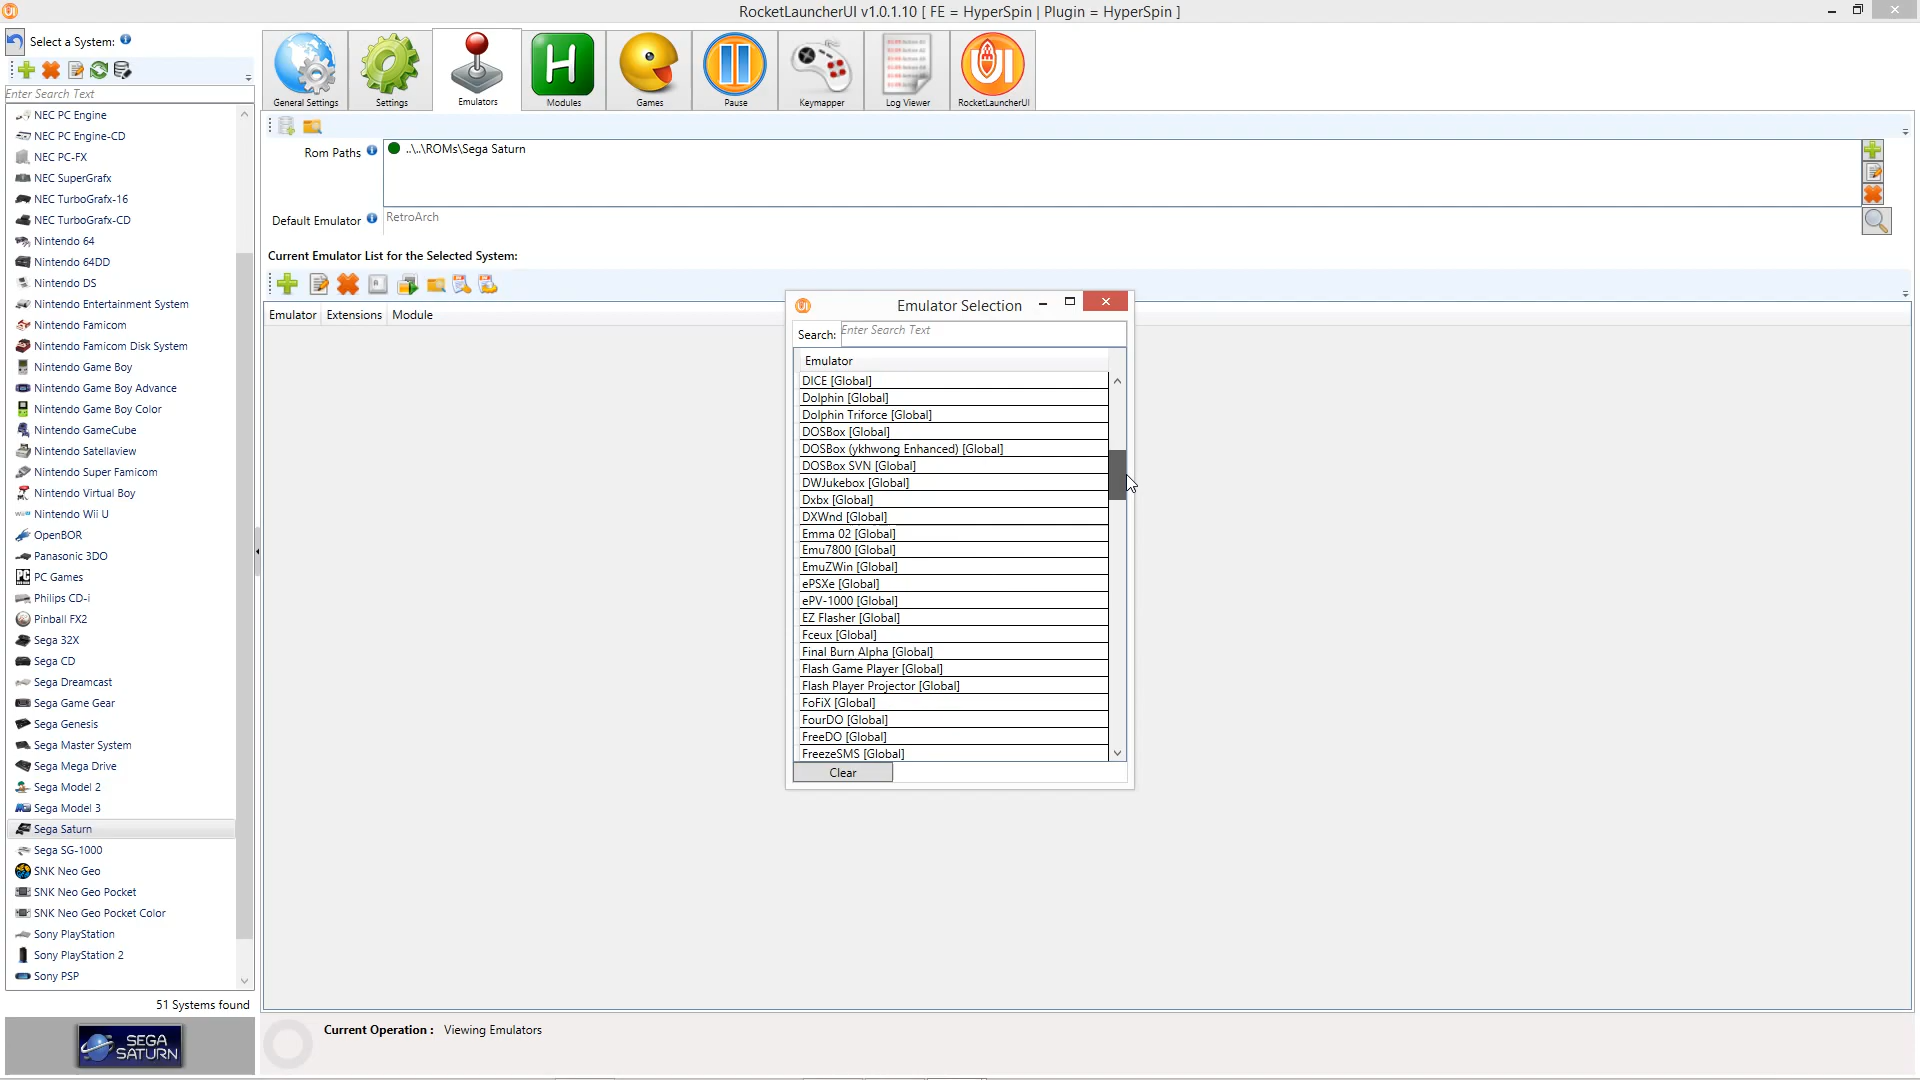 RocketLauncherUI v1.0.1.10 [ FE = HyperSpin | Plugin = HyperSpin ]
Select a System:
Enter Search Text
NEC PC Engine
NEC PC Engine-CD
NEC PC-FX
NEC SuperGrafx
NEC TurboGrafx-16
NEC TurboGrafx-CD
Nintendo 64
Nintendo 64DD
Nintendo DS
Nintendo Entertainment System
Nintendo Famicom
Nintendo Famicom Disk System
Nintendo Game Boy
Nintendo Game Boy Advance
Nintendo Game Boy Color
Nintendo GameCube
Nintendo Satellaview
Nintendo Super Famicom
Nintendo Virtual Boy
Nintendo Wii U
OpenBOR
Panasonic 3DO
PC Games
Philips CD-i
Pinball FX2
Sega 32X
Sega CD
Sega Dreamcast
Sega Game Gear
Sega Genesis
Sega Master System
Sega Mega Drive
Sega Model 2
Sega Model 3
Sega Saturn
Sega SG-1000
SNK Neo Geo
SNK Neo Geo Pocket
SNK Neo Geo Pocket Color
Sony PlayStation
Sony PlayStation 2
Sony PSP
51 Systems found
SEGA
SATURN
General Settings
Settings
Emulators
H
Modules
Games
Pause
Keymapper
Log Viewer
UI
RocketLauncherUI
Rom Paths
..\..\ROMs\Sega Saturn
Default Emulator
RetroArch
Current Emulator List for the Selected System:
Emulator Extensions Module
Emulator Selection
Search: Enter Search Text
Emulator
DICE [Global]
Dolphin [Global]
Dolphin Triforce [Global]
DOSBox [Global]
DOSBox (ykhwong Enhanced) [Global]
DOSBox SVN [Global]
DWJukebox [Global]
Dxbx [Global]
DXWnd [Global]
Emma 02 [Global]
Emu7800 [Global]
EmuZWin [Global]
ePSXe [Global]
ePV-1000 [Global]
EZ Flasher [Global]
Fceux [Global]
Final Burn Alpha [Global]
Flash Game Player [Global]
Flash Player Projector [Global]
FoFiX [Global]
FourDO [Global]
FreeDO [Global]
FreezeSMS [Global]
Clear
Current Operation : Viewing Emulators